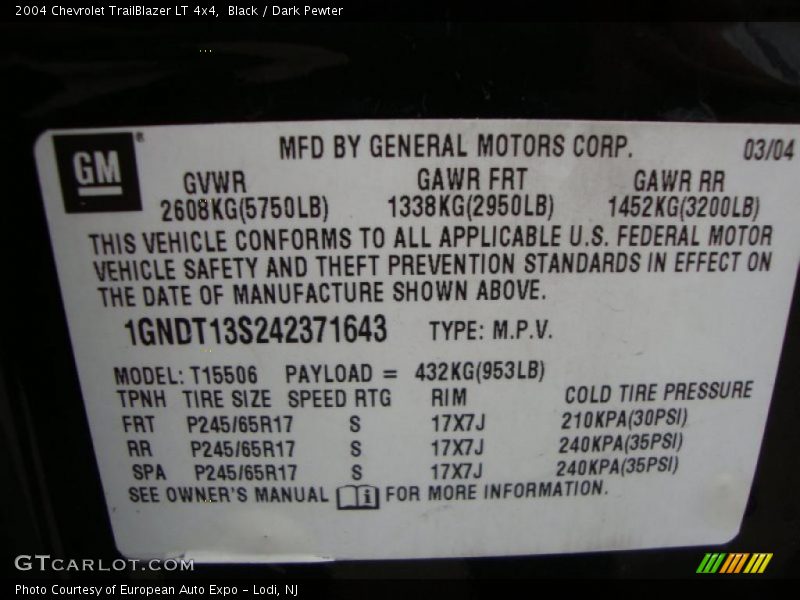 2004 Chevrolet TrailBlazer LT 4x4,  Black / Dark Pewter
GM®
MFD BY GENERAL MOTORS CORP. 03/04
GVWR GAWR FRT GAWR RR
2608KG(5750LB) 1338KG(2950LB) 1452KG(3200LB)
THIS VEHICLE CONFORMS TO ALL APPLICABLE U.S. FEDERAL MOTOR
VEHICLE SAFETY AND THEFT PREVENTION STANDARDS IN EFFECT ON
THE DATE OF MANUFACTURE SHOWN ABOVE.
1GNDT13S242371643 TYPE: M.P.V.
MODEL: T15506 PAYLOAD = 432KG(953LB)
TPNH TIRE SIZE SPEED RTG RIM COLD TIRE PRESSURE
FRT P245/65R17 S 17X7J 210KPA(30PSI)
RR P245/65R17 S 17X7J 240KPA(35PSI)
SPA P245/65R17 S 17X7J 240KPA(35PSI)
SEE OWNER'S MANUAL FOR MORE INFORMATION.
GTcarlot.com
Photo Courtesy of European Auto Expo - Lodi, NJ